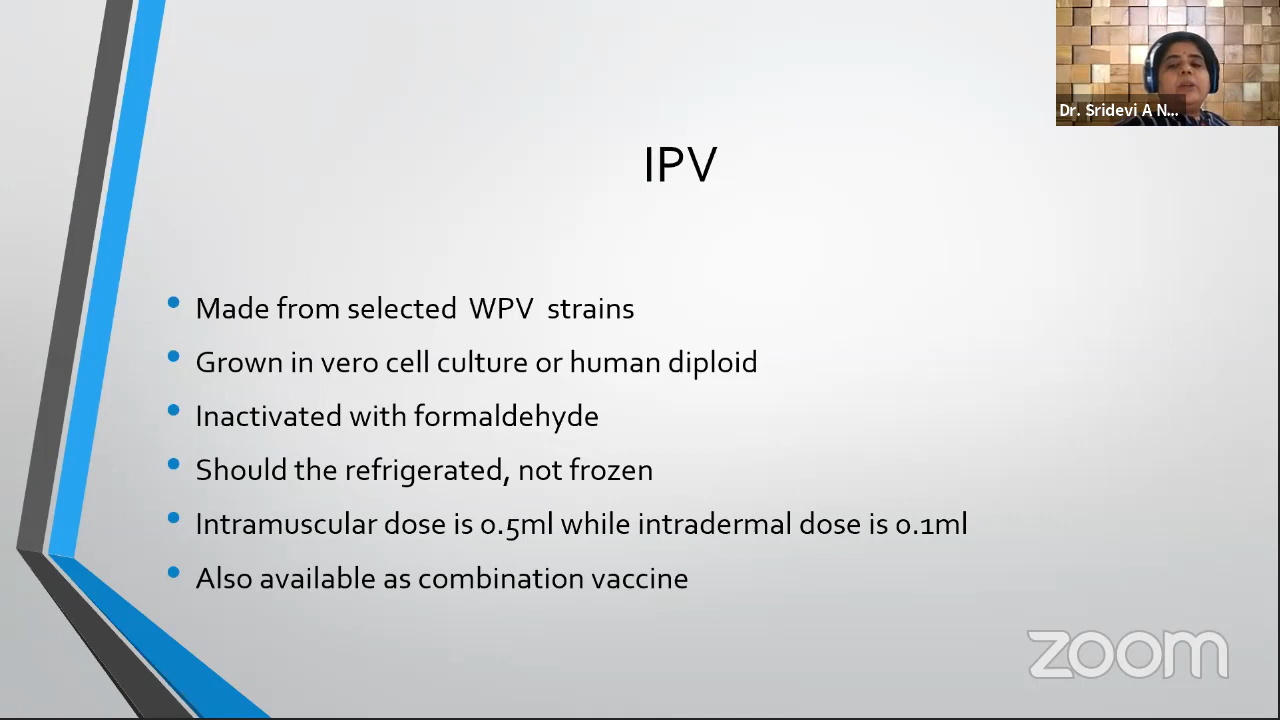 Dr. Sridevi A N...
IPV
Made from selected WPV strains
Grown in vero cell culture or human diploid
Inactivated with formaldehyde
Should the refrigerated, not frozen
Intramuscular dose is 0.5ml while intradermal dose is 0.1ml
Also available as combination vaccine
zoom